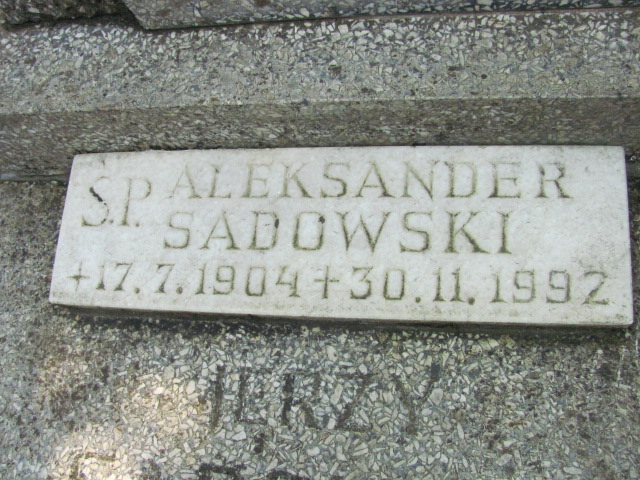 Ś.P. ALEKSANDER
SADOWSKI
+17.7.1904+30.11.1992
JERZY